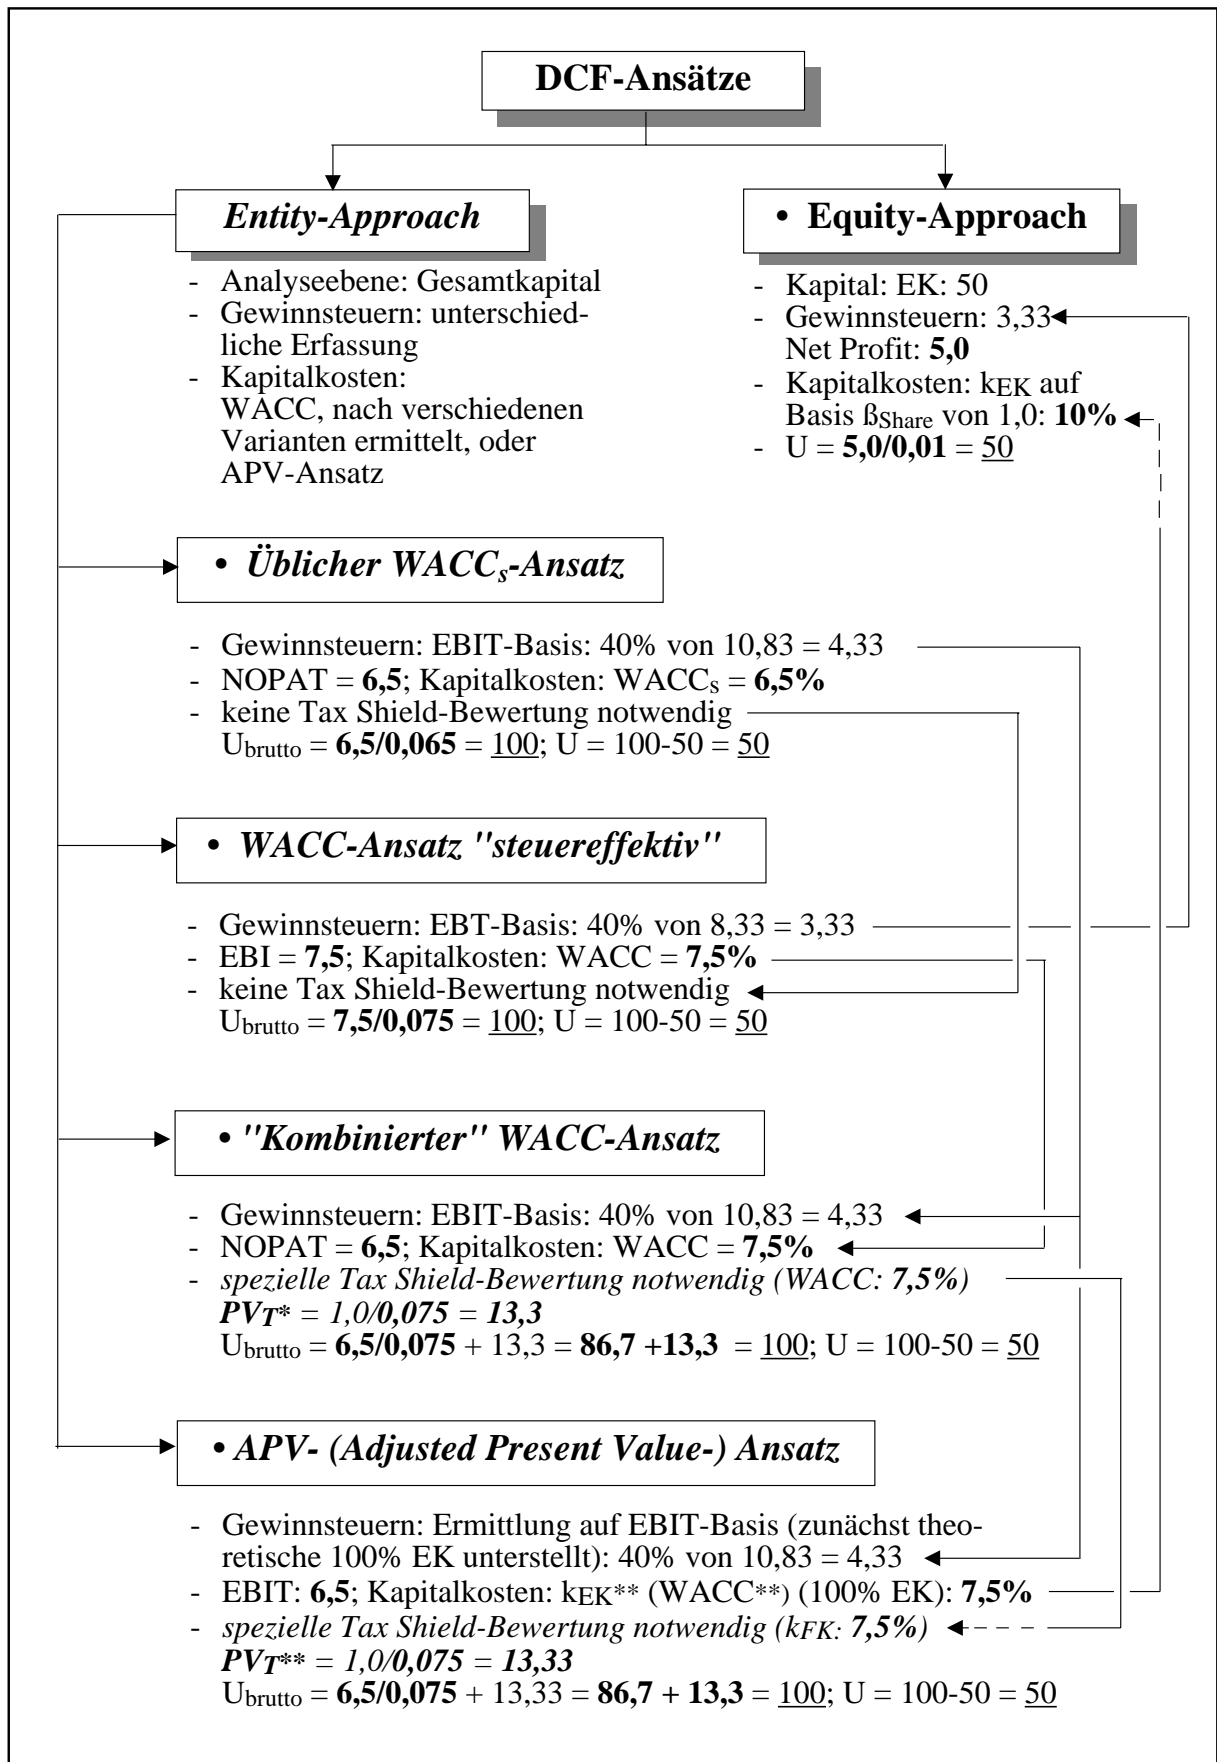 DCF-Ansätze
Entity-Approach
- Analyseebene: Gesamtkapital
- Gewinnsteuern: unterschied-
liche Erfassung
- Kapitalkosten:
WACC, nach verschiedenen
Varianten ermittelt, oder
APV-Ansatz
• Equity-Approach
- Kapital: EK: 50
- Gewinnsteuern: 3,33
Net Profit: 5,0
- Kapitalkosten: kEK auf
Basis ßShare von 1,0: 10%
- U = 5,0/0,01 = 50
• Üblicher WACCs-Ansatz
- Gewinnsteuern: EBIT-Basis: 40% von 10,83 = 4,33
- NOPAT = 6,5; Kapitalkosten: WACCs = 6,5%
- keine Tax Shield-Bewertung notwendig
Ubrutto = 6,5/0,065 = 100; U = 100-50 = 50
• WACC-Ansatz "steuereffektiv"
- Gewinnsteuern: EBT-Basis: 40% von 8,33 = 3,33
- EBI = 7,5; Kapitalkosten: WACC = 7,5%
- keine Tax Shield-Bewertung notwendig
Ubrutto = 7,5/0,075 = 100; U = 100-50 = 50
• "Kombinierter" WACC-Ansatz
- Gewinnsteuern: EBIT-Basis: 40% von 10,83 = 4,33
- NOPAT = 6,5; Kapitalkosten: WACC = 7,5%
- spezielle Tax Shield-Bewertung notwendig (WACC: 7,5%)
PVT* = 1,0/0,075 = 13,3
Ubrutto = 6,5/0,075 + 13,3 = 86,7 +13,3 = 100; U = 100-50 = 50
• APV- (Adjusted Present Value-) Ansatz
- Gewinnsteuern: Ermittlung auf EBIT-Basis (zunächst theo-
retische 100% EK unterstellt): 40% von 10,83 = 4,33
- EBIT: 6,5; Kapitalkosten: kEK** (WACC**) (100% EK): 7,5%
- spezielle Tax Shield-Bewertung notwendig (kFK: 7,5%)
PVT** = 1,0/0,075 = 13,33
Ubrutto = 6,5/0,075 + 13,33 = 86,7 + 13,3 = 100; U = 100-50 = 50